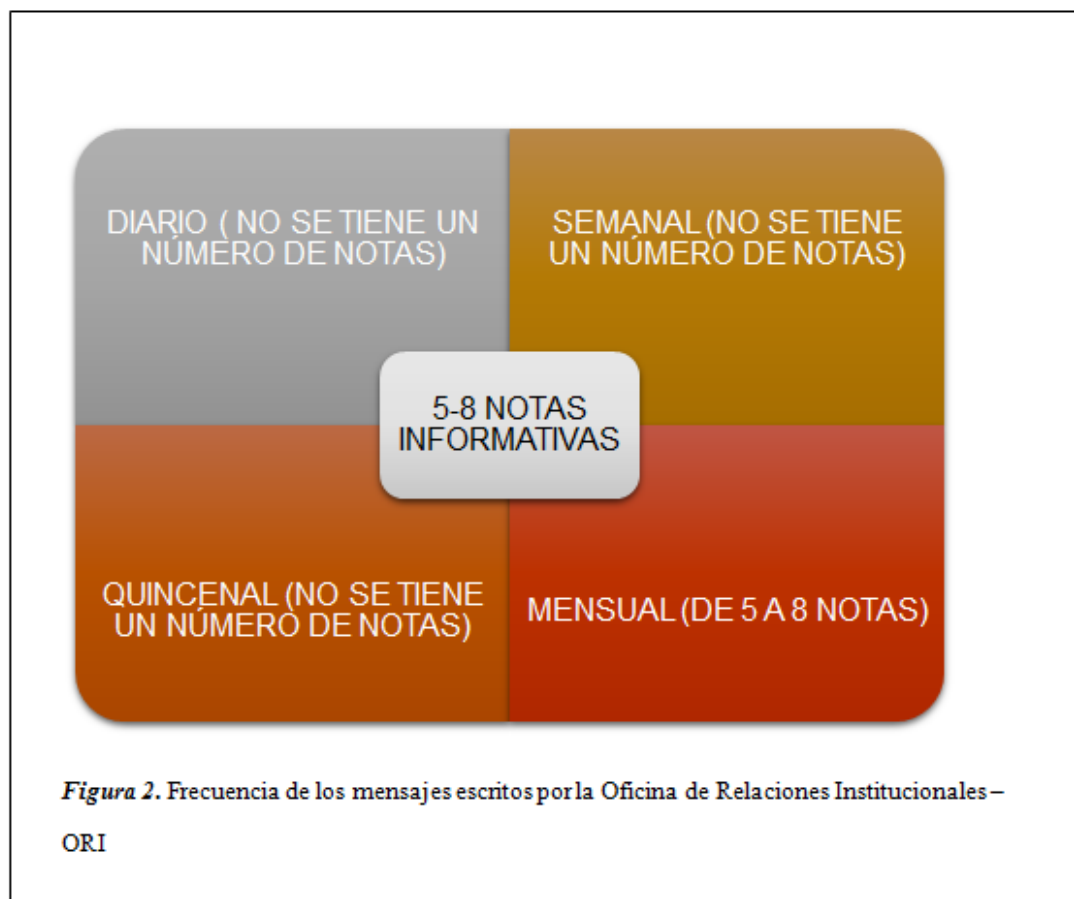 DIARIO ( NO SE TIENE UN
NÚMERO DE NOTAS)
SEMANAL (NO SE TIENE
UN NÚMERO DE NOTAS)
5-8 NOTAS
INFORMATIVAS
QUINCENAL (NO SE TIENE
UN NÚMERO DE NOTAS)
MENSUAL (DE 5 A 8 NOTAS)
Figura 2. Frecuencia de los mensajes escritos por la Oficina de Relaciones Institucionales –
ORI